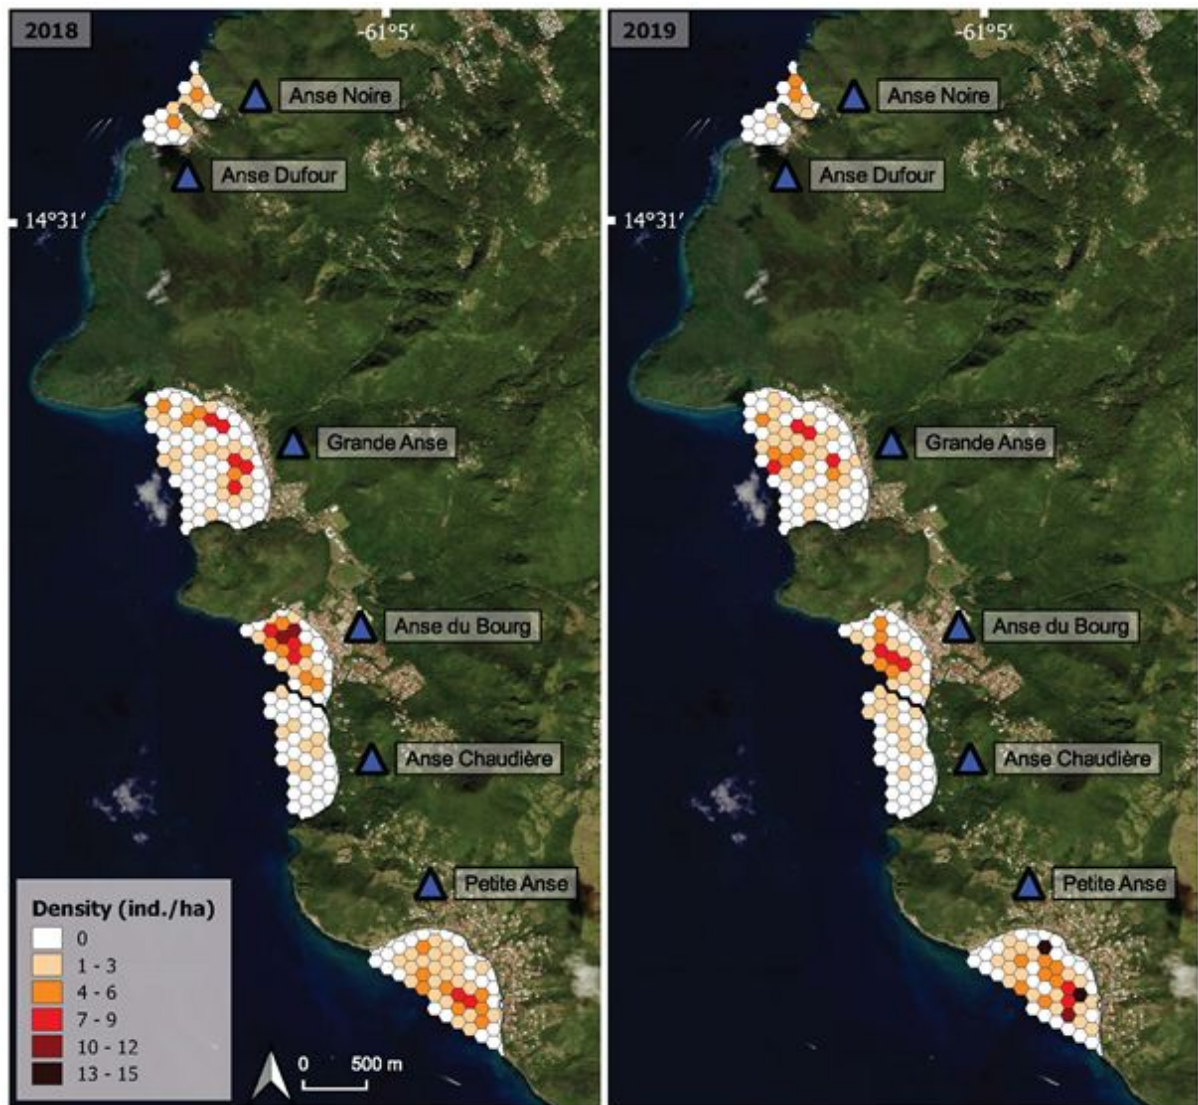 2018
-61°5′
Anse Noire
Anse Dufour
14°31′
Grande Anse
Anse du Bourg
Anse Chaudière
Petite Anse
Density (ind./ha)
0
1 - 3
4 - 6
7 - 9
10 - 12
13 - 15
0 500 m
2019
-61°5′
Anse Noire
Anse Dufour
14°31′
Grande Anse
Anse du Bourg
Anse Chaudière
Petite Anse